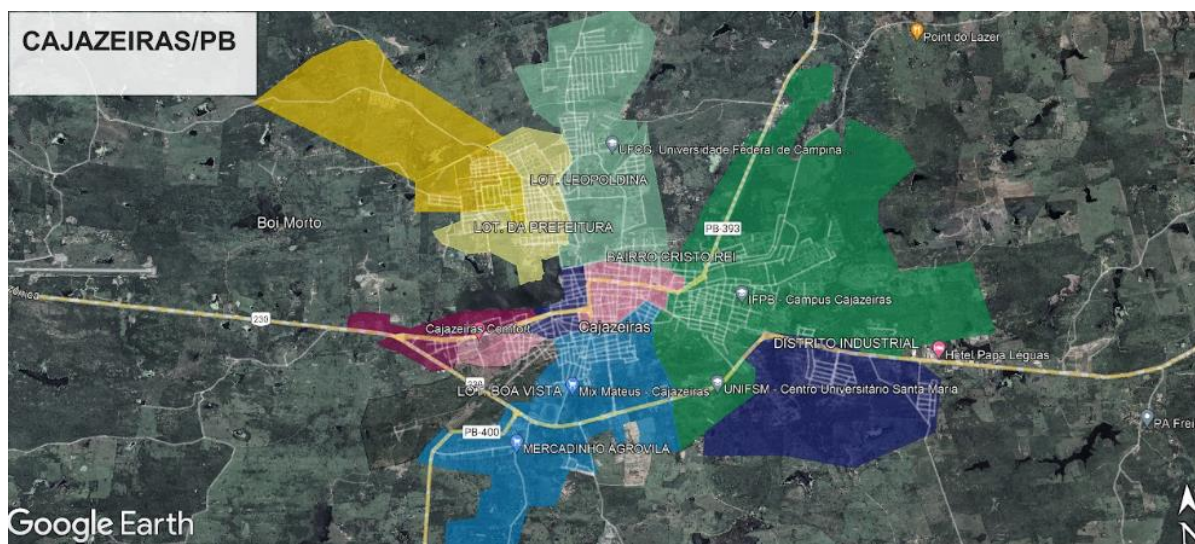 CAJAZEIRAS/PB
Point do Lazer
UFCG Universidade Federal de Campina...
LOT. LEOPOLDINA
Boi Morto
LOT. DA PREFEITURA
PB-393
BAIRRO CRISTO REI
IFPB - Campus Cajazeiras
230
Cajazeiras Comfort
Cajazeiras
DISTRITO INDUSTRIAL
Hotel Papa Léguas
230
LOT. BOA VISTA
Mix Mateus - Cajazeiras
UNIFSM - Centro Universitário Santa Maria
PB-400
PA Frei
MERCADINHO AGROVILA
Google Earth
N